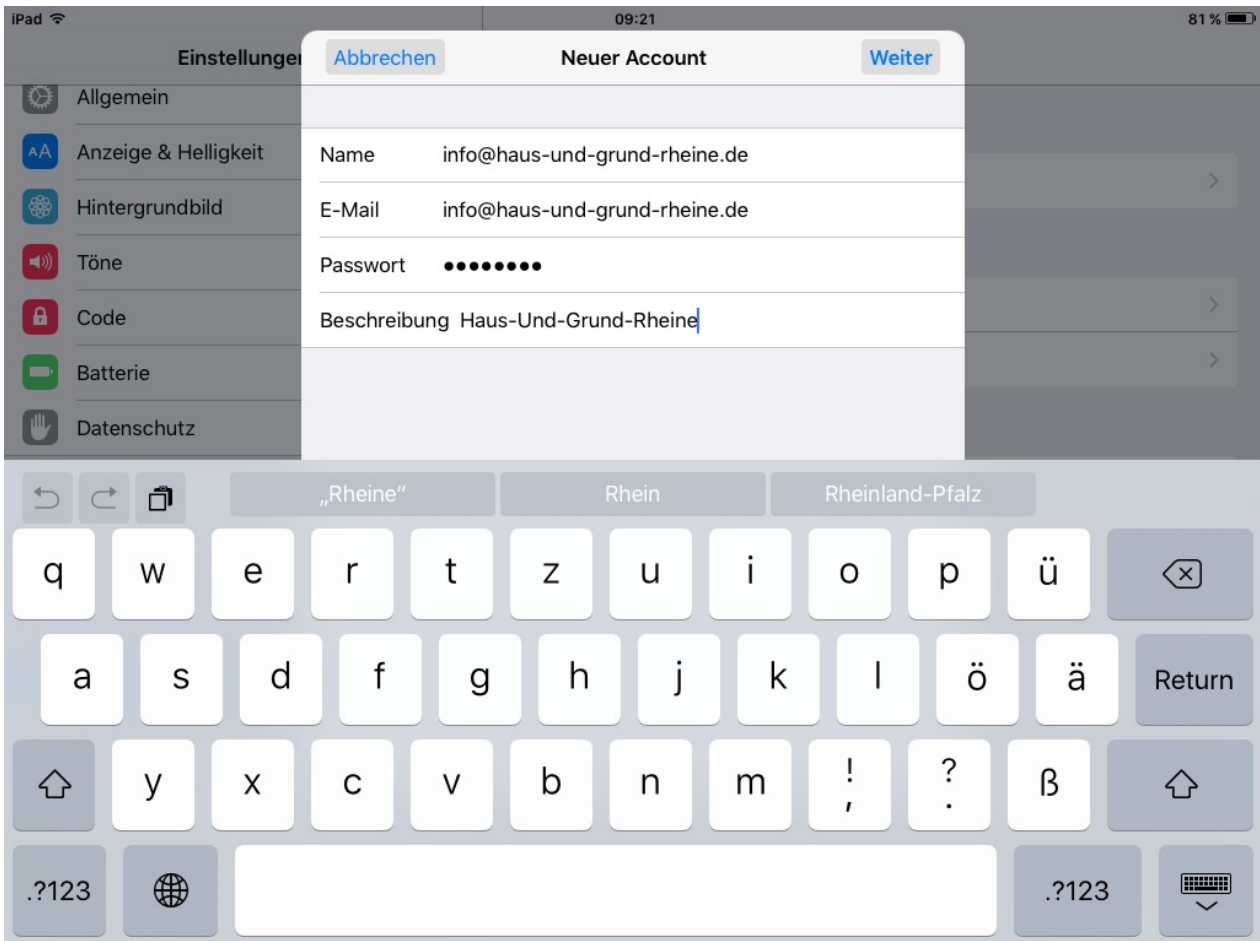 iPad 09:21 81 %
Einstellungen
Abbrechen Neuer Account Weiter
Allgemein
Anzeige & Helligkeit
Hintergrundbild
Töne
Code
Batterie
Datenschutz
Name info@haus-und-grund-rheine.de
E-Mail info@haus-und-grund-rheine.de
Passwort ••••••••
Beschreibung Haus-Und-Grund-Rheine
„Rheine“ Rhein Rheinland-Pfalz
q w e r t z u i o p ü
a s d f g h j k l ö ä Return
y x c v b n m ! , ? . ß
.?123 .?123